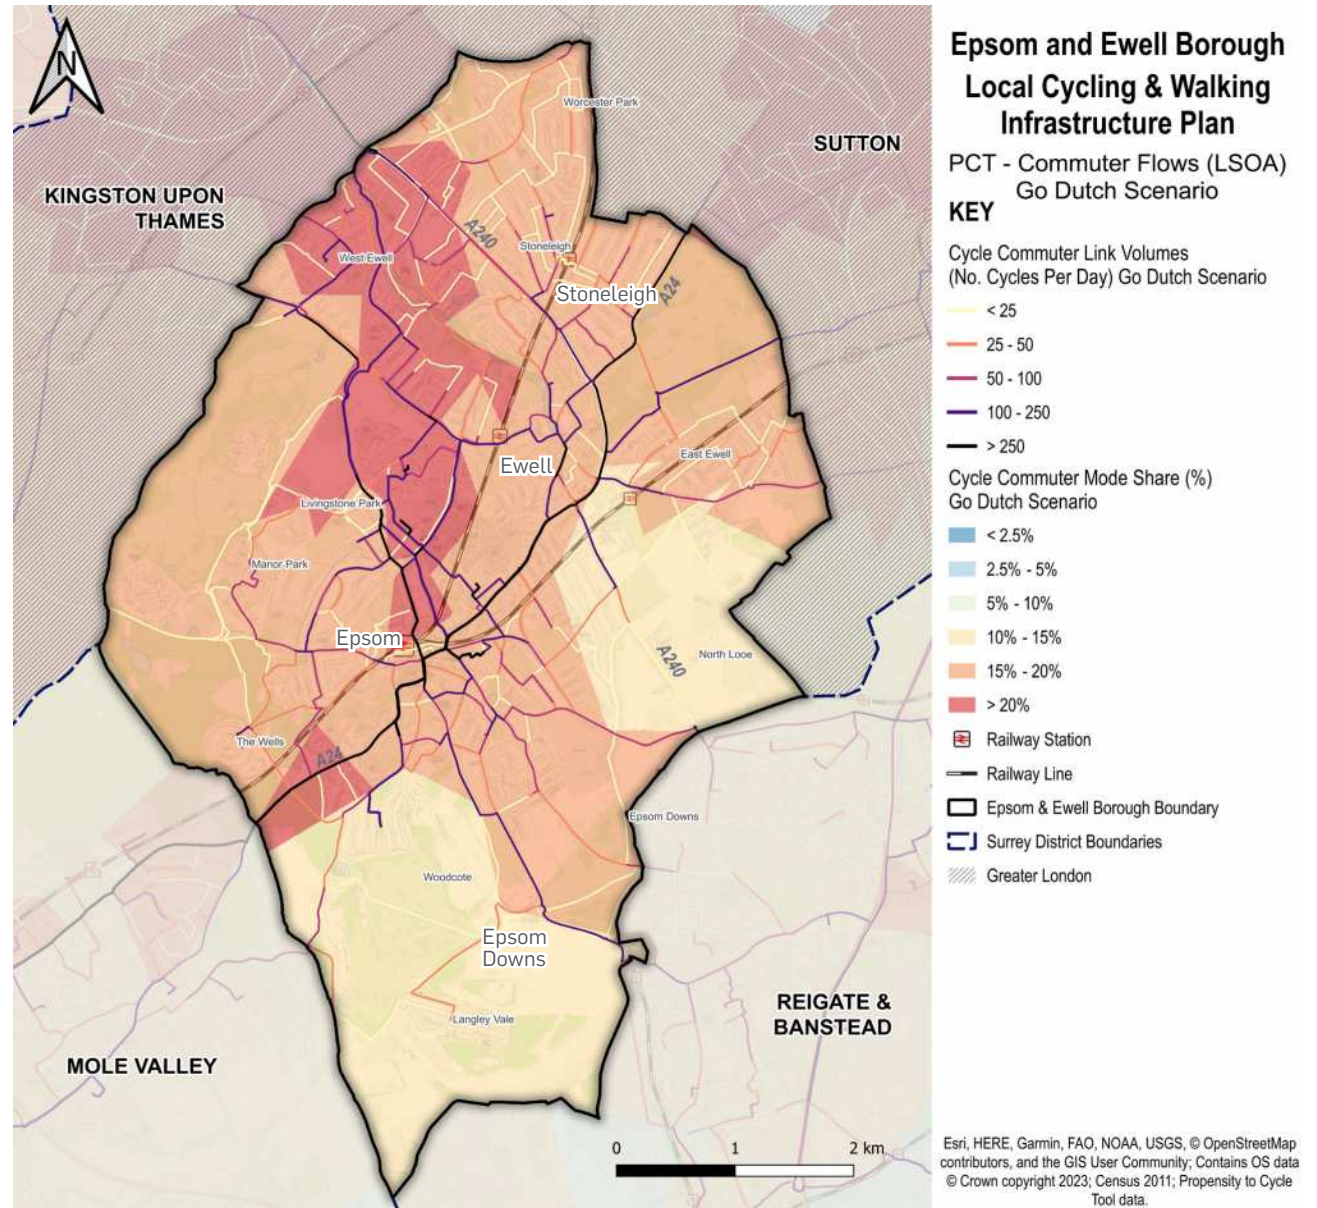 N
Worcester Park
SUTTON
KINGSTON UPON
THAMES
A240
Stoneleigh
West Ewell
Stoneleigh
A24
East Ewell
Ewell
Livingstone Park
Manor Park
Epsom
A240
North Looe
The Wells
A24
Epsom Downs
Woodcote
Epsom
Downs
Langley Vale
REIGATE &
BANSTEAD
MOLE VALLEY
0 1 2 km
Epsom and Ewell Borough
Local Cycling & Walking
Infrastructure Plan
PCT - Commuter Flows (LSOA)
Go Dutch Scenario
KEY
Cycle Commuter Link Volumes
(No. Cycles Per Day) Go Dutch Scenario
< 25
25 - 50
50 - 100
100 - 250
> 250
Cycle Commuter Mode Share (%)
Go Dutch Scenario
< 2.5%
2.5% - 5%
5% - 10%
10% - 15%
15% - 20%
> 20%
Railway Station
Railway Line
Epsom & Ewell Borough Boundary
Surrey District Boundaries
Greater London
Esri, HERE, Garmin, FAO, NOAA, USGS, © OpenStreetMap
contributors, and the GIS User Community; Contains OS data
© Crown copyright 2023; Census 2011; Propensity to Cycle
Tool data.